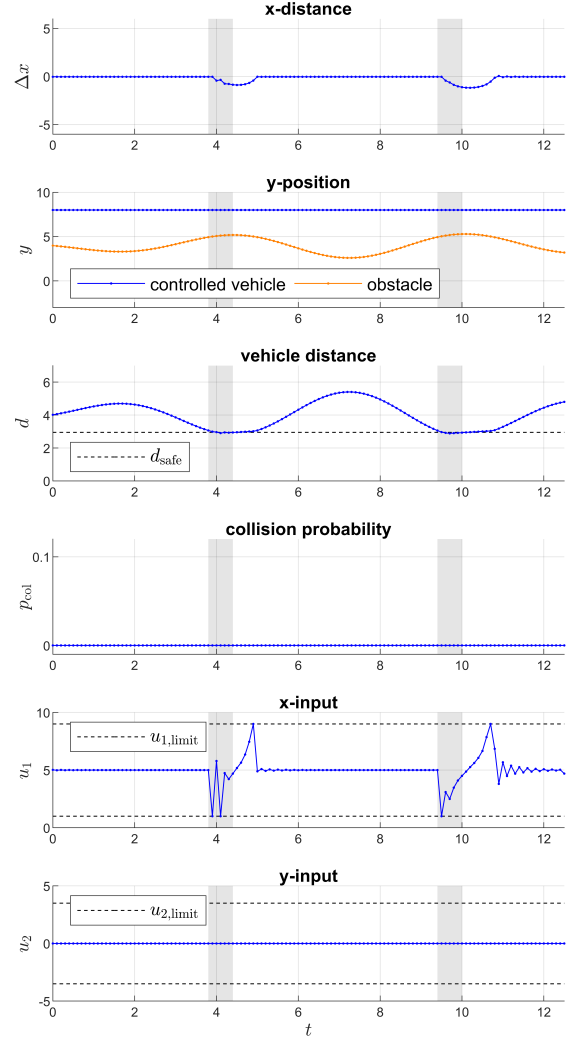 x-distance
5
0
-5
Δx
0 2 4 6 8 10 12
y-position
10
5
0
y
controlled vehicle obstacle
0 2 4 6 8 10 12
vehicle distance
6
4
2
0
d
d_safe
0 2 4 6 8 10 12
collision probability
0.1
0
p_col
0 2 4 6 8 10 12
x-input
10
5
0
u_1
u_1,limit
0 2 4 6 8 10 12
y-input
5
0
-5
u_2
u_2,limit
0 2 4 6 8 10 12
t